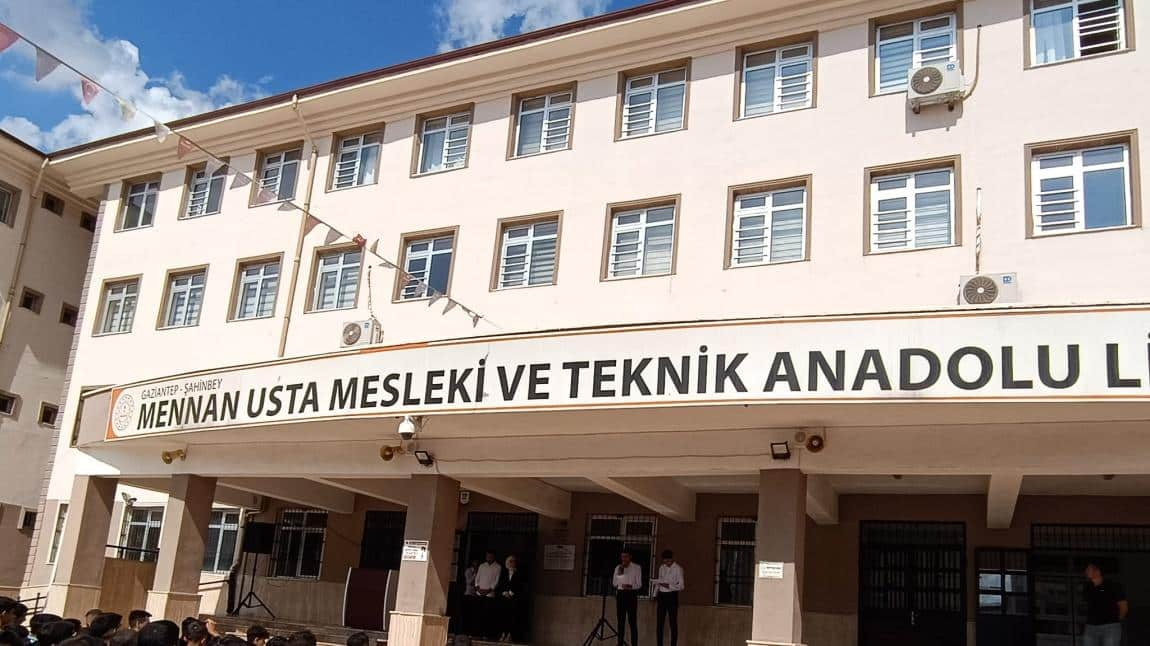 GAZİANTEP - ŞAHİNBEY
MENNAN USTA MESLEKİ VE TEKNİK ANADOLU Lİ